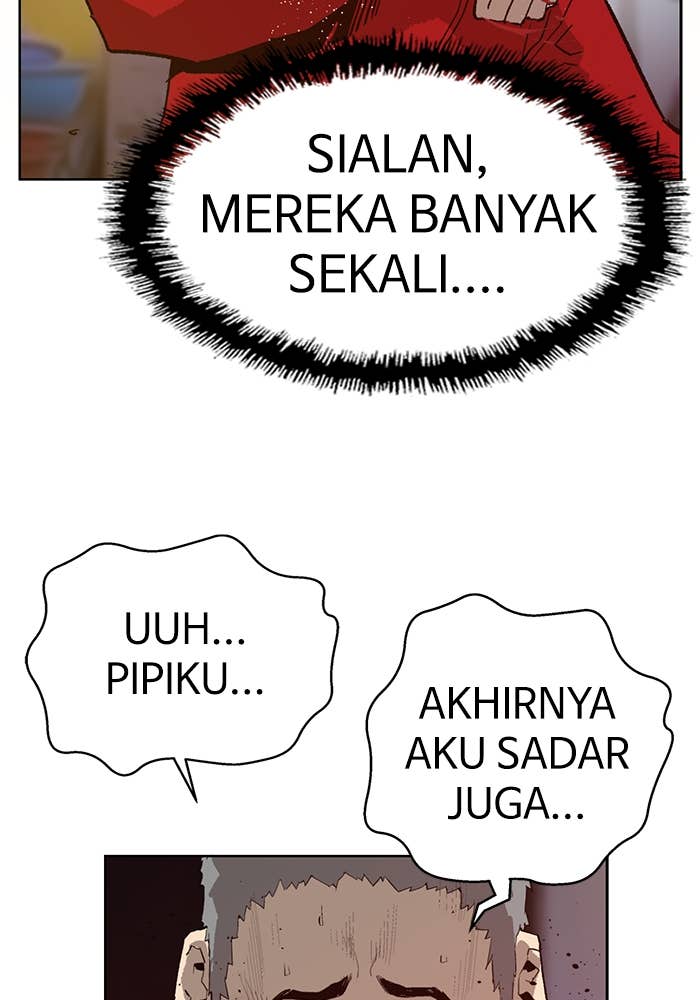 SIALAN,
MEREKA BANYAK
SEKALI....
UUH...
PIPIKU...
AKHIRNYA
AKU SADAR
JUGA...